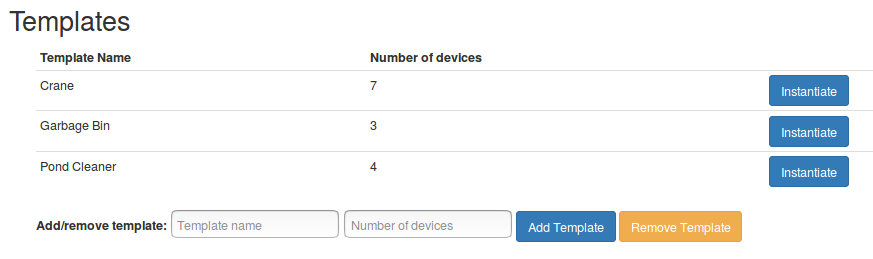 Templates
Template Name Number of devices
Crane 7 Instantiate
Garbage Bin 3 Instantiate
Pond Cleaner 4 Instantiate
Add/remove template: Template name Number of devices Add Template Remove Template